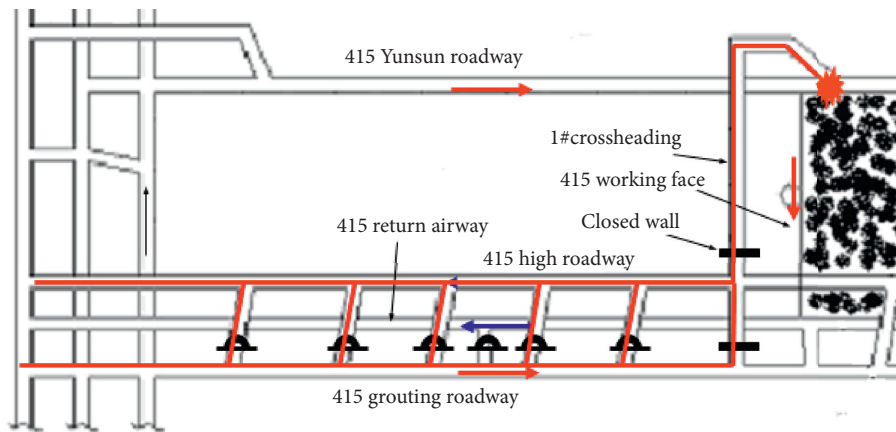 415 Yunsun roadway
1#crossheading
415 working face
Closed wall
415 return airway
415 high roadway
415 grouting roadway